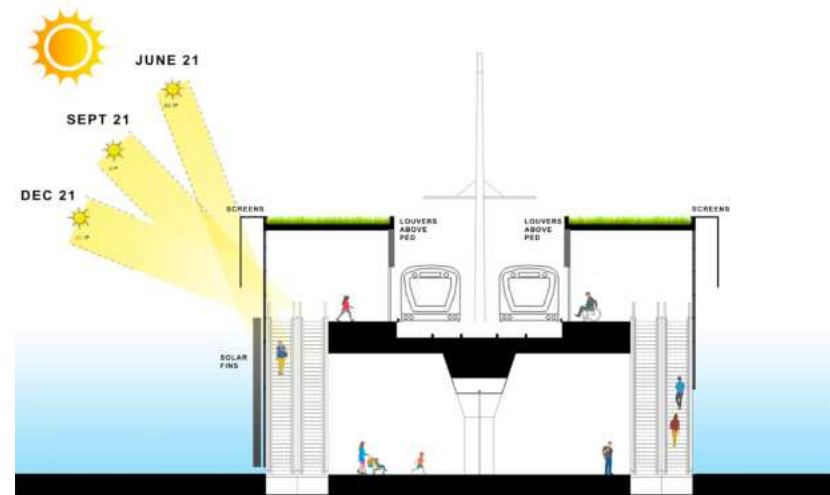 JUNE 21
SEPT 21
DEC 21
SCREENS
LOUVERS
ABOVE
PED
LOUVERS
ABOVE
PED
SCREENS
SOLAR
FINS